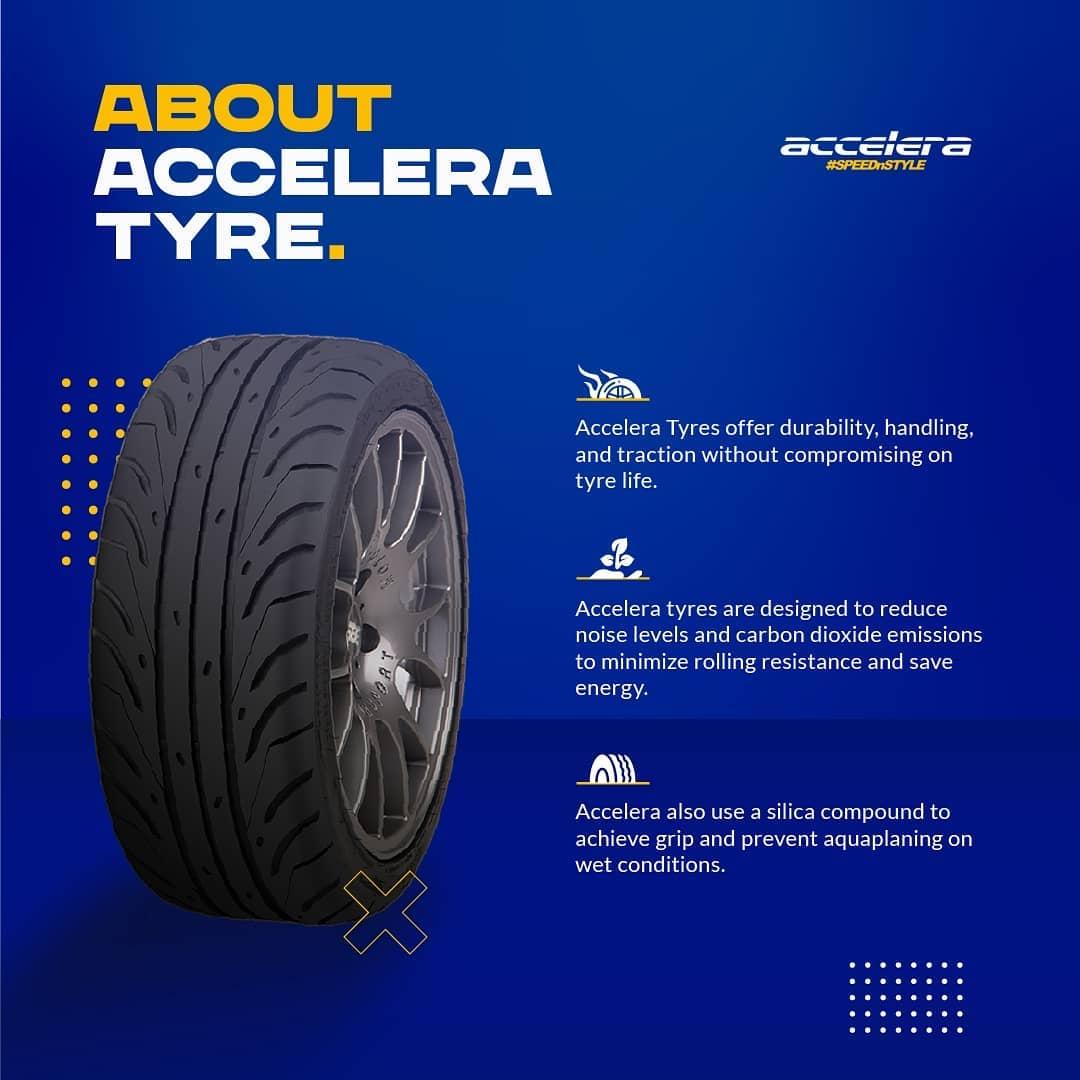 ABOUT
ACCELERA
TYRE.
accelera
#SPEEDnSTYLE
Accelera Tyres offer durability, handling,
and traction without compromising on
tyre life.
Accelera tyres are designed to reduce
noise levels and carbon dioxide emissions
to minimize rolling resistance and save
energy.
Accelera also use a silica compound to
achieve grip and prevent aquaplaning on
wet conditions.